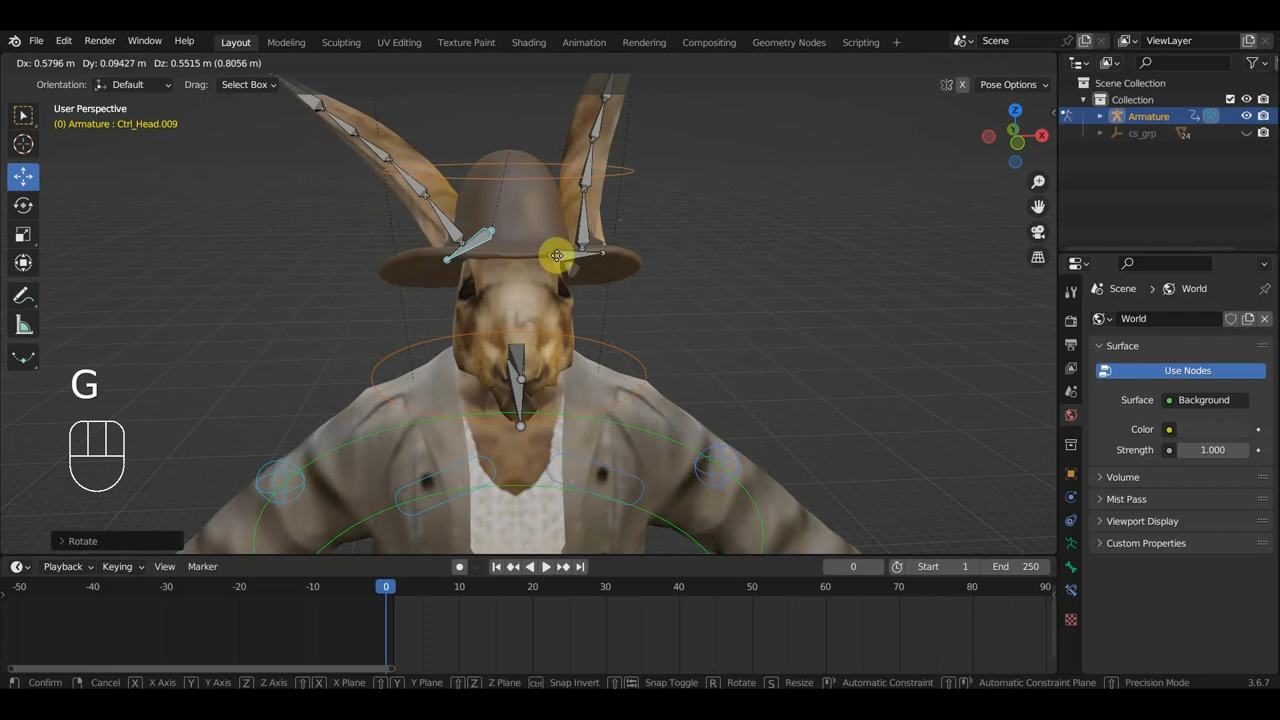 File Edit Render Window Help Layout Modeling Sculpting UV Editing Texture Paint Shading Animation Rendering Compositing Geometry Nodes Scripting + Scene ViewLayer
Dx: 0.5796 m Dy: 0.09427 m Dz: 0.5515 m (0.8056 m)
Orientation: Default Drag: Select Box X Pose Options
User Perspective
(0) Armature : Ctrl_Head.009
Z
Y X
G
Rotate
Scene Collection
Collection
Armature
cs_grp 24
Scene > World
World
Surface
Use Nodes
Surface Background
Color
Strength 1.000
Volume
Mist Pass
Viewport Display
Custom Properties
Playback Keying View Marker 0 Start 1 End 250
-50 -40 -30 -20 -10 0 10 20 30 40 50 60 70 80 90
Confirm Cancel X X Axis Y Y Axis Z Z Axis X X Plane Y Y Plane Z Z Plane Ctrl Snap Invert Snap Toggle R Rotate S Resize Automatic Constraint Automatic Constraint Plane Precision Mode 3.6.7